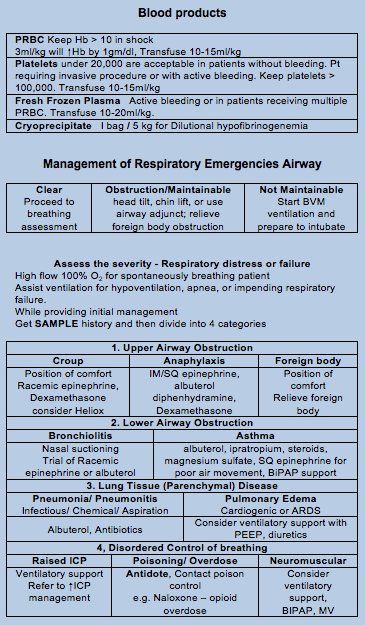 Blood products
PRBC Keep Hb > 10 in shock
3ml/kg will ↑Hb by 1gm/dl, Transfuse 10-15ml/kg
Platelets under 20,000 are acceptable in patients without bleeding. Pt
requiring invasive procedure or with active bleeding. Keep platelets >
100,000. Transfuse 10-15ml/kg
Fresh Frozen Plasma Active bleeding or in patients receiving multiple
PRBC. Transfuse 10-20ml/kg.
Cryoprecipitate I bag / 5 kg for Dilutional hypofibrinogenemia
Management of Respiratory Emergencies Airway
Clear
Proceed to
breathing
assessment
Obstruction/Maintainable
head tilt, chin lift, or use
airway adjunct; relieve
foreign body obstruction
Not Maintainable
Start BVM
ventilation and
prepare to intubate
Assess the severity - Respiratory distress or failure
High flow 100% O₂ for spontaneously breathing patient
Assist ventilation for hypoventilation, apnea, or impending respiratory
failure.
While providing initial management
Get SAMPLE history and then divide into 4 categories
1. Upper Airway Obstruction
Croup
Position of comfort
Racemic epinephrine,
Dexamethasone
consider Heliox
Anaphylaxis
IM/SQ epinephrine,
albuterol
diphenhydramine,
Dexamethasone
Foreign body
Position of
comfort
Relieve foreign
body
2. Lower Airway Obstruction
Bronchiolitis
Nasal suctioning
Trial of Racemic
epinephrine or albuterol
Asthma
albuterol, ipratropium, steroids,
magnesium sulfate, SQ epinephrine for
poor air movement, BiPAP support
3. Lung Tissue (Parenchymal) Disease
Pneumonia/ Pneumonitis
Infectious/ Chemical/ Aspiration
Albuterol, Antibiotics
Pulmonary Edema
Cardiogenic or ARDS
Consider ventilatory support with
PEEP, diuretics
4, Disordered Control of breathing
Raised ICP
Ventilatory support
Refer to ↑ICP
management
Poisoning/ Overdose
Antidote, Contact poison
control
e.g. Naloxone – opioid
overdose
Neuromuscular
Consider
ventilatory
support,
BIPAP, MV